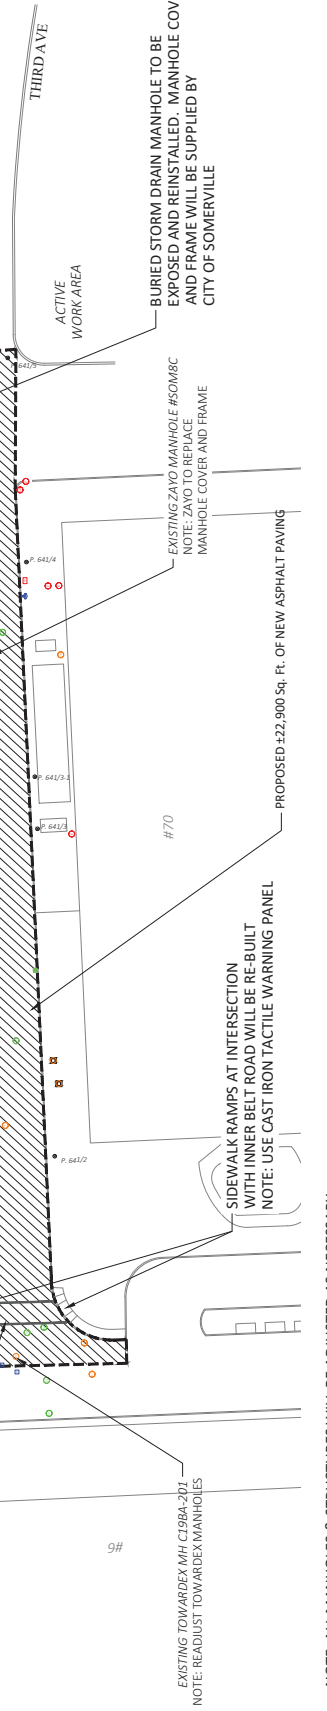 THIRD AVE
BURIED STORM DRAIN MANHOLE TO BE
EXPOSED AND REINSTALLED. MANHOLE COV
AND FRAME WILL BE SUPPLIED BY
CITY OF SOMERVILLE
ACTIVE
WORK AREA
P. 641/5
EXISTING ZAYO MANHOLE #SOM8C
NOTE: ZAYO TO REPLACE
MANHOLE COVER AND FRAME
P. 641/4
P. 641/3-1
P. 641/3
#70
PROPOSED ±22,900 Sq. Ft. OF NEW ASPHALT PAVING
SIDEWALK RAMPS AT INTERSECTION
WITH INNER BELT ROAD WILL BE RE-BUILT
NOTE: USE CAST IRON TACTILE WARNING PANEL
P. 641/2
EXISTING TOWARDEX MH C19BA-201
NOTE: READJUST TOWARDEX MANHOLES
9#